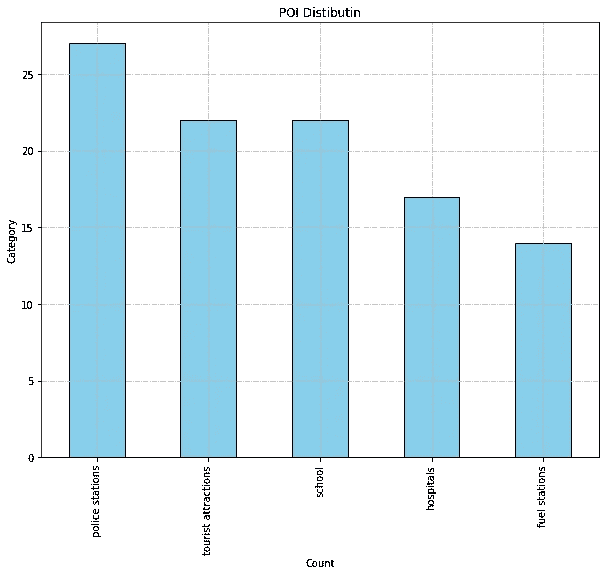 POI Distibutin
Category
25
20
15
10
5
0
police stations
tourist attractions
school
hospitals
fuel stations
Count